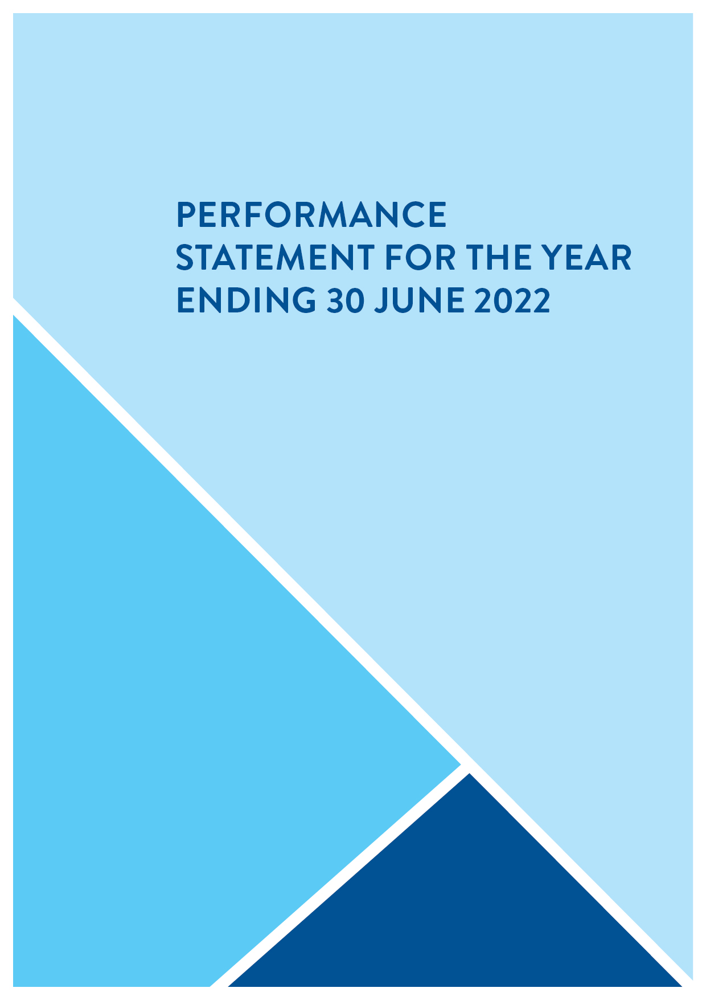 PERFORMANCE
STATEMENT FOR THE YEAR
ENDING 30 JUNE 2022